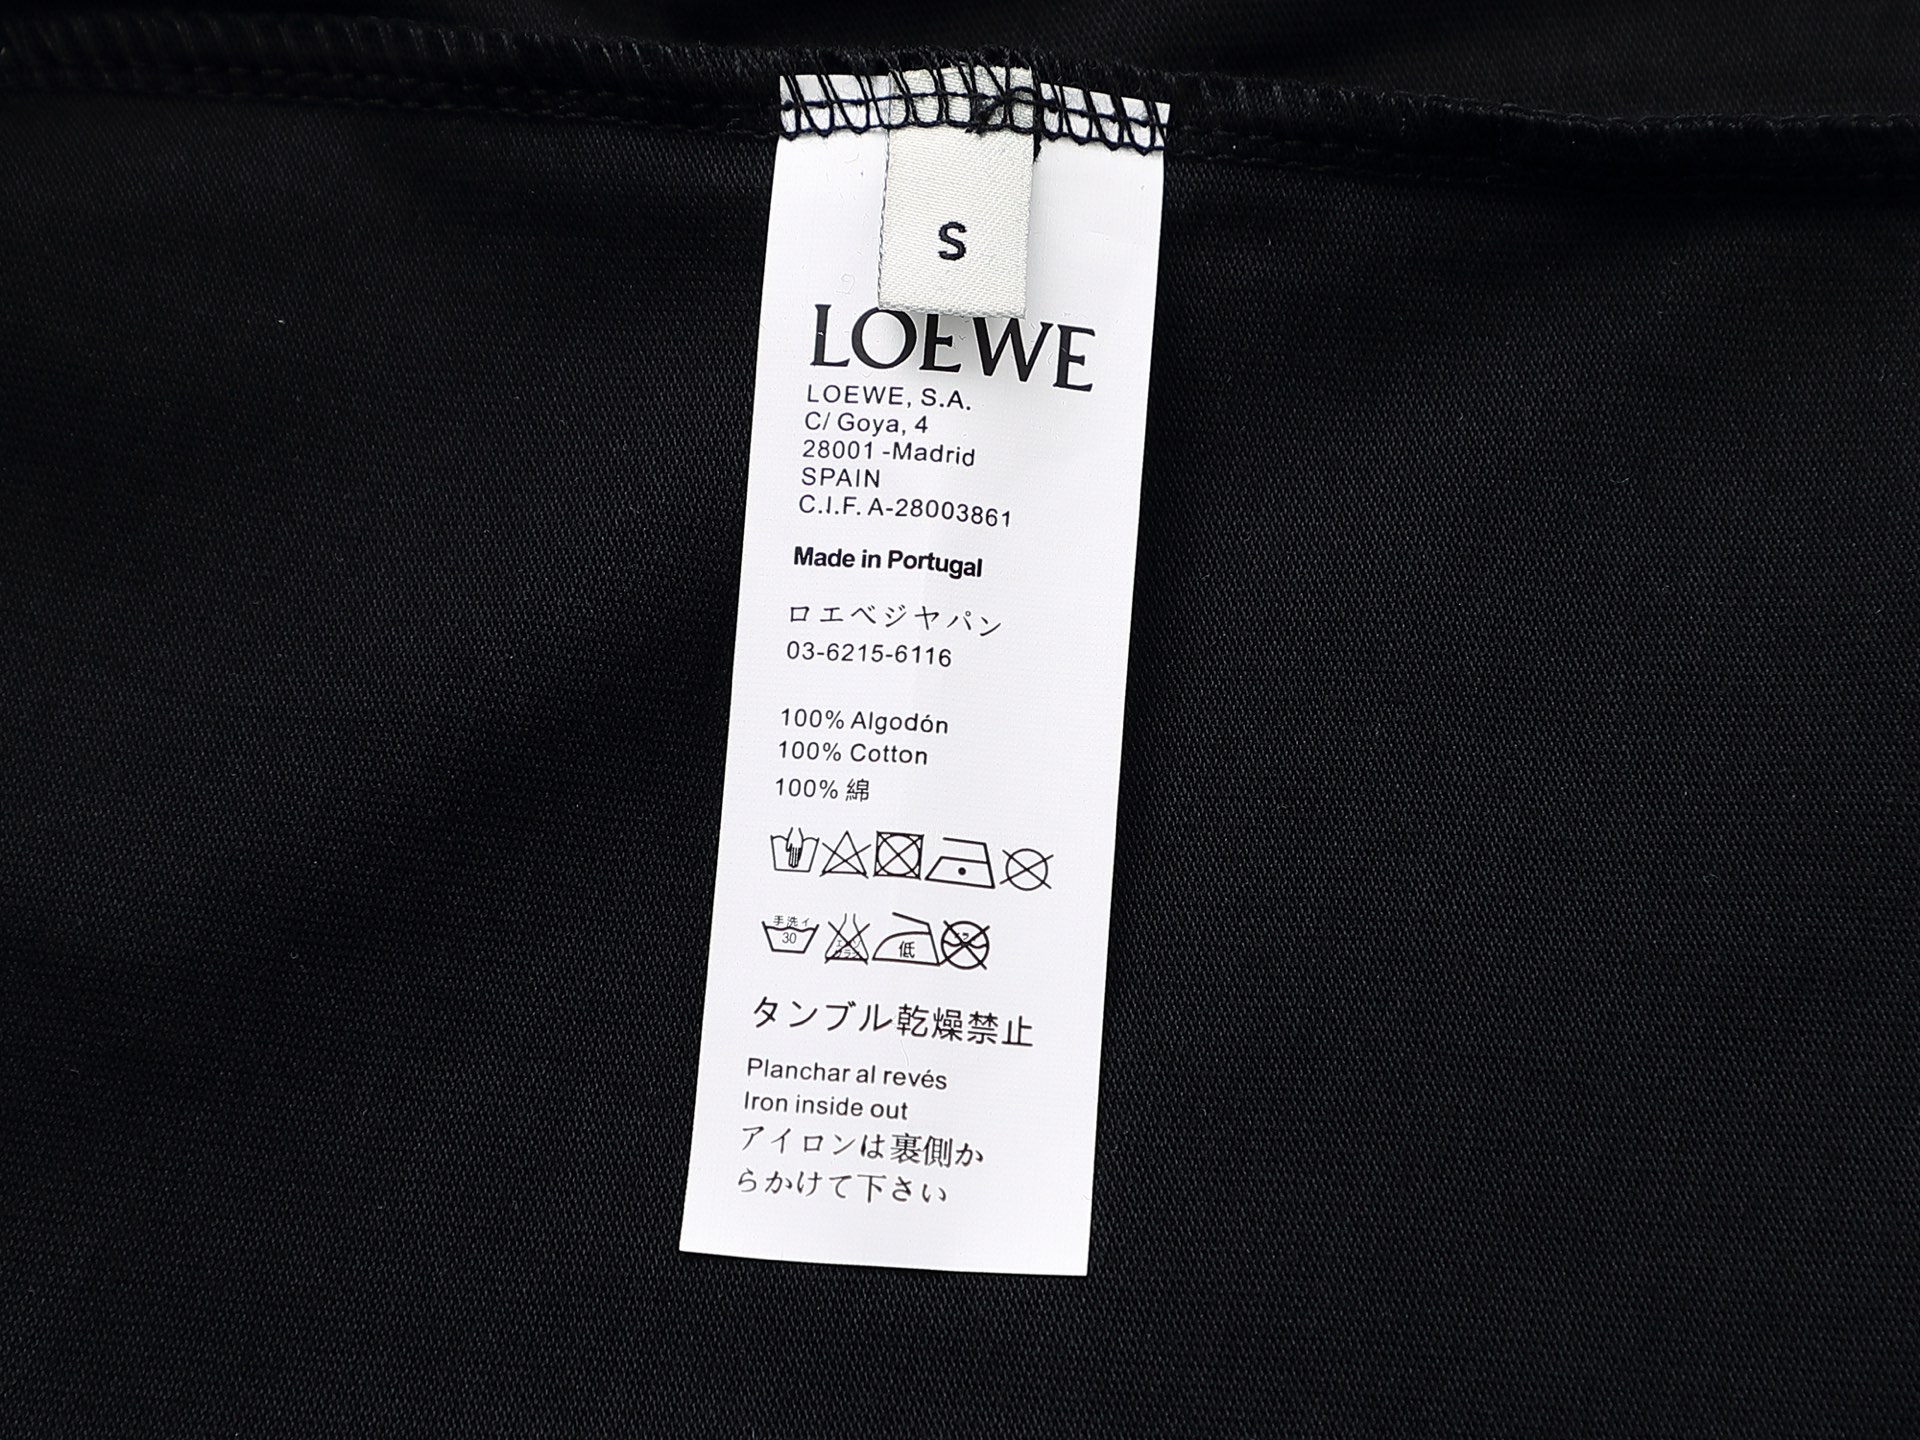 S
LOEWE
LOEWE, S.A.
C/ Goya, 4
28001 -Madrid
SPAIN
C.I.F. A-28003861
Made in Portugal
ロエベジヤパン
03-6215-6116
100% Algodón
100% Cotton
100% 綿
手洗イ
30
低
タンブル乾燥禁止
Planchar al revés
Iron inside out
アイロンは裏側か
らかけて下さい